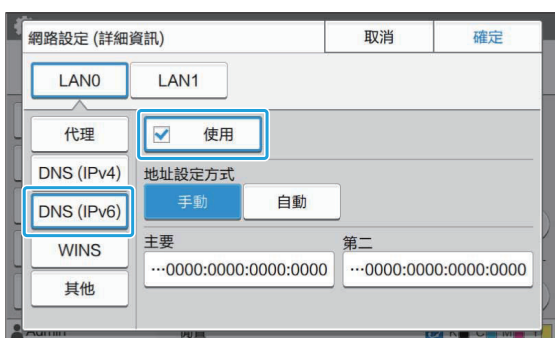 網路設定 (詳細資訊) 取消 確定
LAN0 LAN1
代理 使用
DNS (IPv4) 地址設定方式
DNS (IPv6) 手動 自動
WINS 主要 第二
···0000:0000:0000:0000 ···0000:0000:0000:0000
其他
Admin